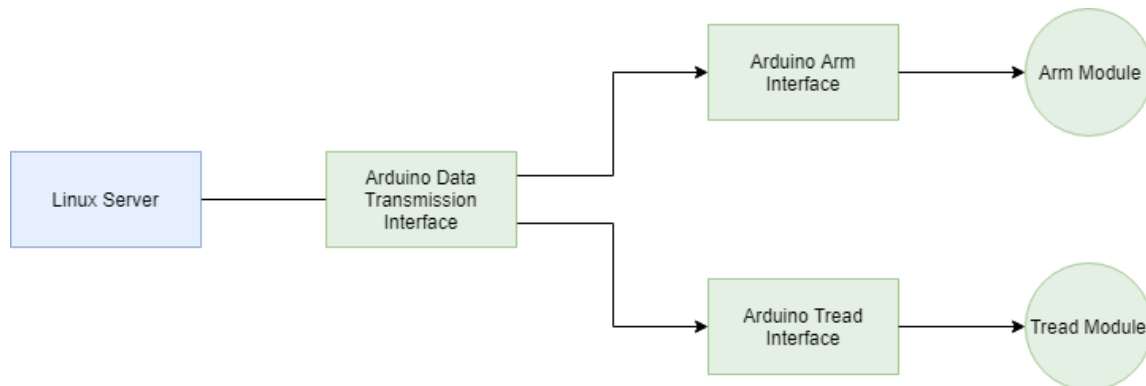 Arduino Arm
Interface
Arm Module
Linux Server
Arduino Data
Transmission
Interface
Arduino Tread
Interface
Tread Module